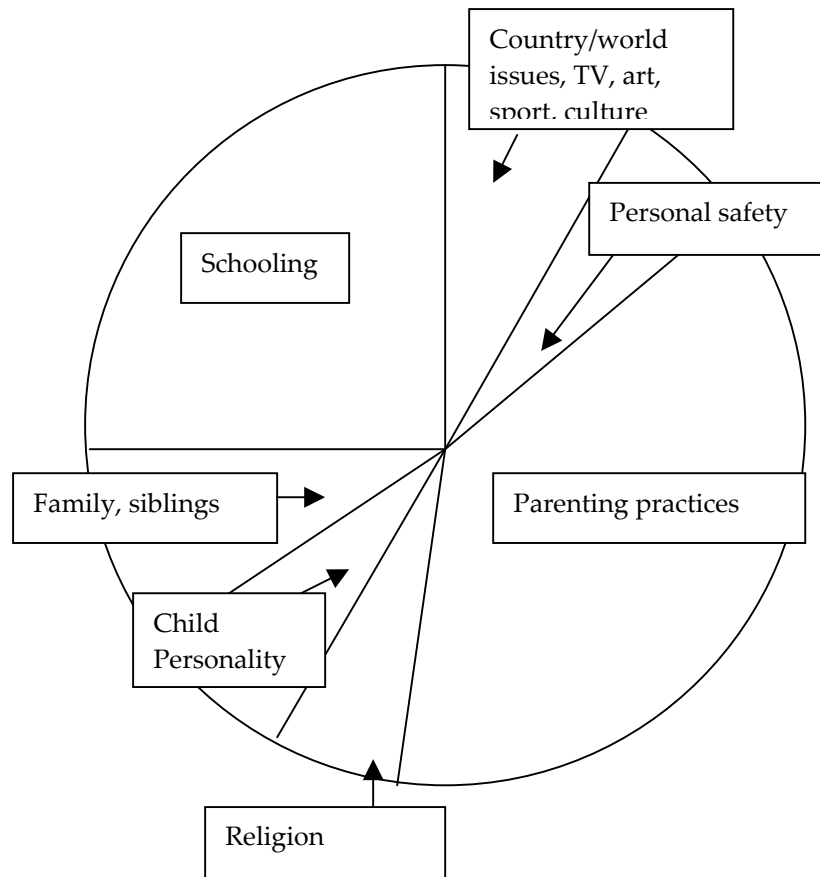 Country/world
issues, TV, art,
sport, culture
Personal safety
Schooling
Family, siblings
Parenting practices
Child
Personality
Religion